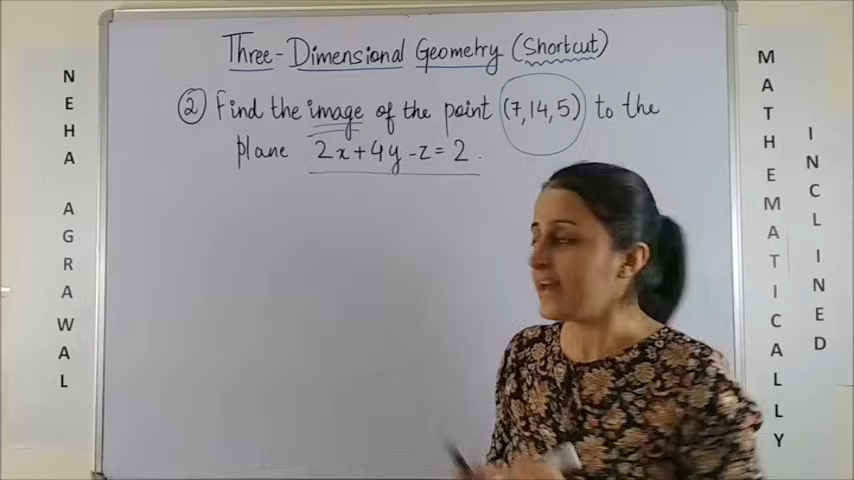 Three-Dimensional Geometry (Shortcut)
② Find the image of the point (7,14,5) to the
plane 2x+4y-z=2.
NEHA AGRAWAL
MATHEMATICALLY
INCLINED